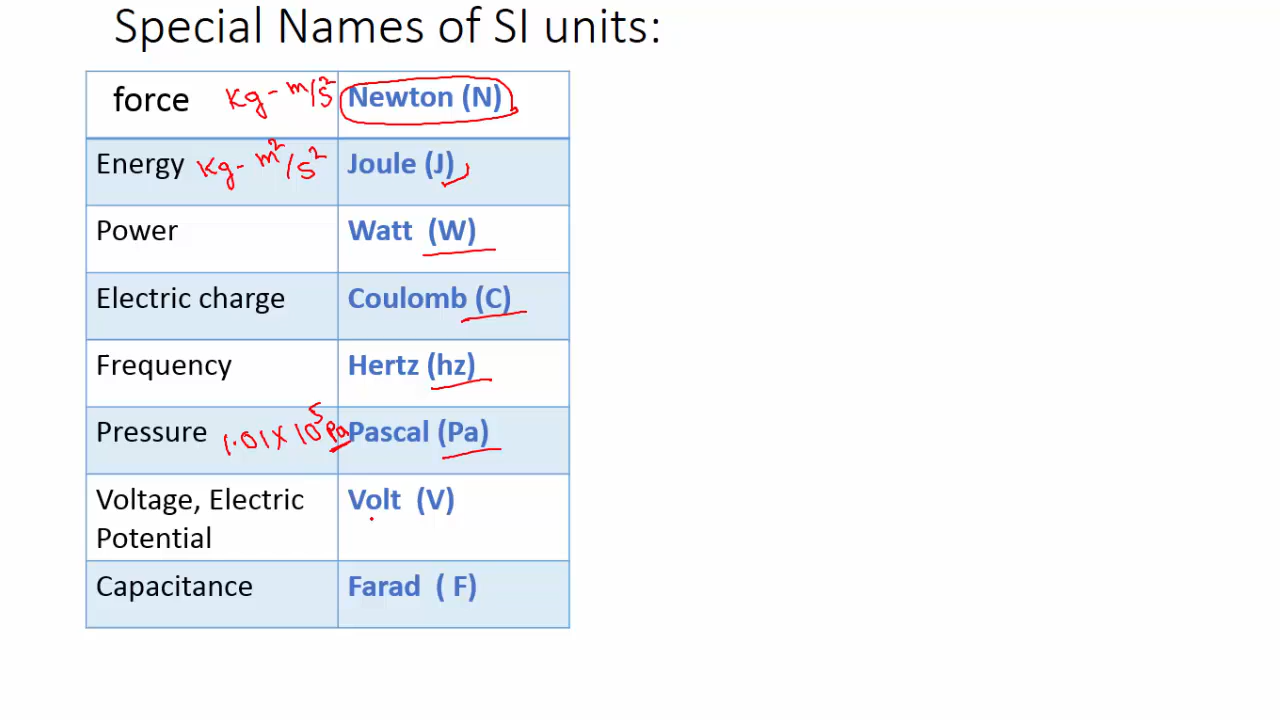 Special Names of SI units:
force Kg-m/S² Newton (N)
Energy Kg-m²/S² Joule (J)
Power Watt (W)
Electric charge Coulomb (C)
Frequency Hertz (hz)
Pressure 1.01X10⁵Pa Pascal (Pa)
Voltage, Electric Volt (V)
Potential
Capacitance Farad ( F)